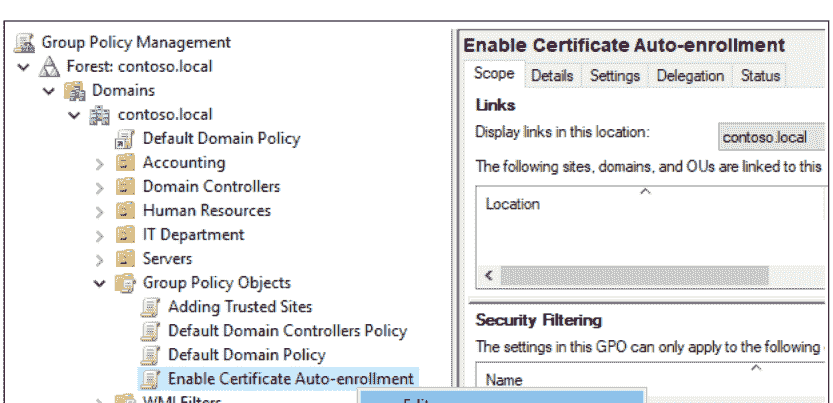 Group Policy Management
Forest: contoso.local
Domains
contoso.local
Default Domain Policy
Accounting
Domain Controllers
Human Resources
IT Department
Servers
Group Policy Objects
Adding Trusted Sites
Default Domain Controllers Policy
Default Domain Policy
Enable Certificate Auto-enrollment
WMI Filters
Edit
Enable Certificate Auto-enrollment
Scope Details Settings Delegation Status
Links
Display links in this location: contoso.local
The following sites, domains, and OUs are linked to this
Location
Security Filtering
The settings in this GPO can only apply to the following
Name